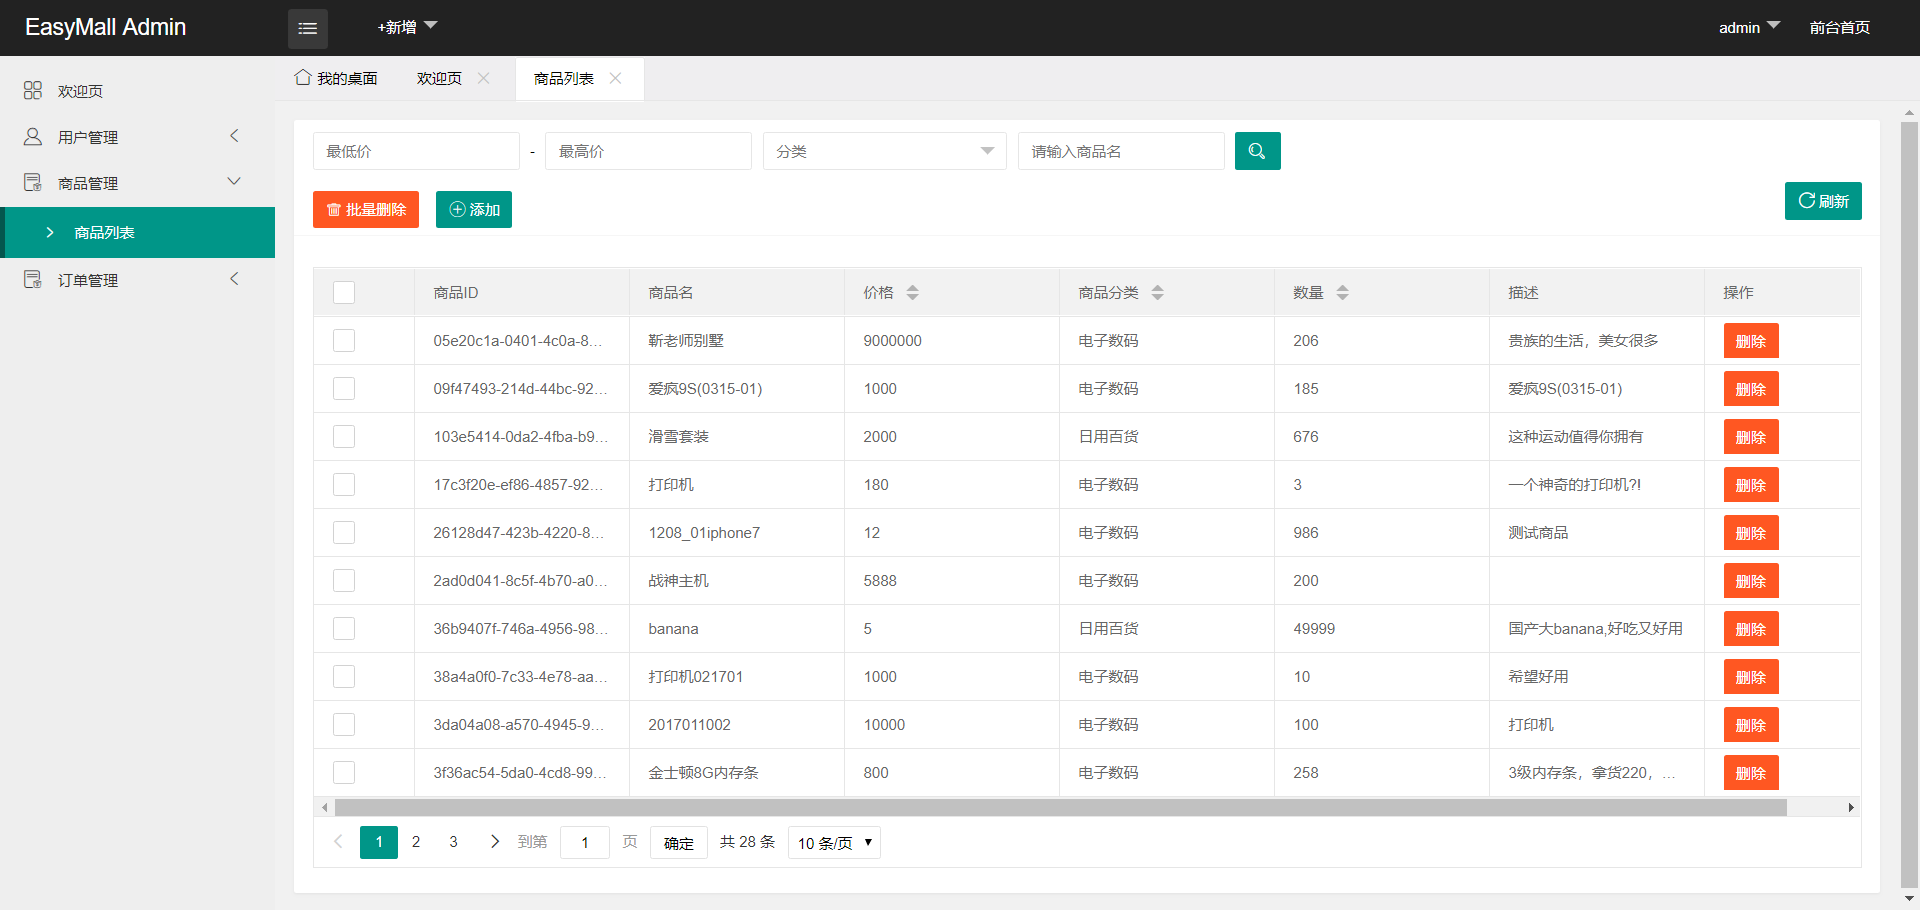 EasyMall Admin
+新增
admin
前台首页
欢迎页
用户管理
商品管理
商品列表
订单管理
我的桌面
欢迎页
商品列表
最低价
-
最高价
分类
请输入商品名
批量删除
添加
刷新
商品ID 商品名 价格 商品分类 数量 描述 操作
05e20c1a-0401-4c0a-8... 靳老师别墅 9000000 电子数码 206 贵族的生活，美女很多 删除
09f47493-214d-44bc-92... 爱疯9S(0315-01) 1000 电子数码 185 爱疯9S(0315-01) 删除
103e5414-0da2-4fba-b9... 滑雪套装 2000 日用百货 676 这种运动值得你拥有 删除
17c3f20e-ef86-4857-92... 打印机 180 电子数码 3 一个神奇的打印机?! 删除
26128d47-423b-4220-8... 1208_01iphone7 12 电子数码 986 测试商品 删除
2ad0d041-8c5f-4b70-a0... 战神主机 5888 电子数码 200 删除
36b9407f-746a-4956-98... banana 5 日用百货 49999 国产大banana,好吃又好用 删除
38a4a0f0-7c33-4e78-aa... 打印机021701 1000 电子数码 10 希望好用 删除
3da04a08-a570-4945-9... 2017011002 10000 电子数码 100 打印机 删除
3f36ac54-5da0-4cd8-99... 金士顿8G内存条 800 电子数码 258 3级内存条，拿货220，... 删除
1 2 3 到第 1 页 确定 共 28 条 10 条/页